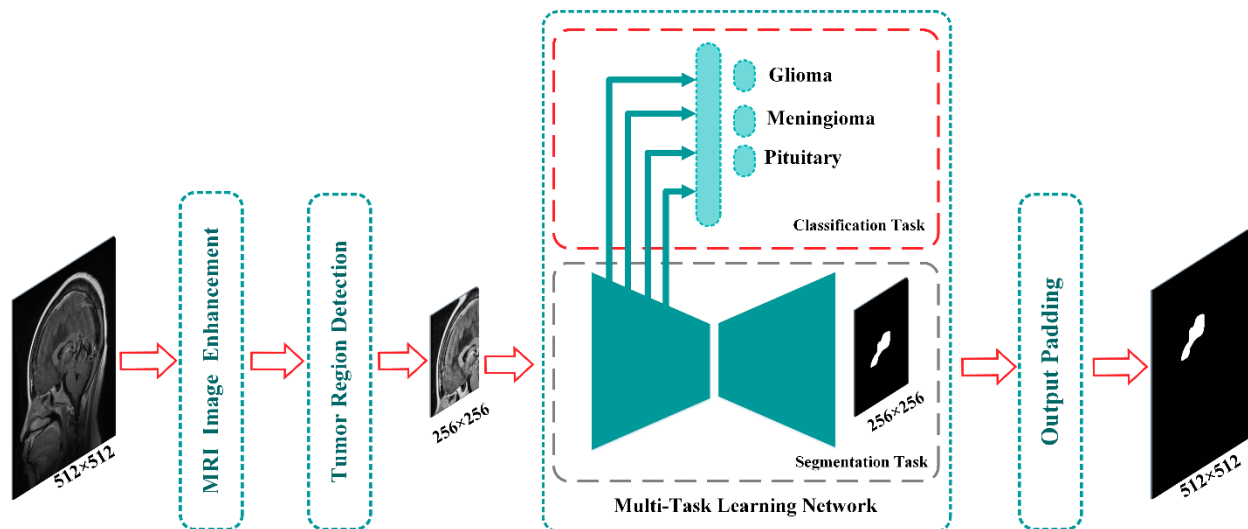 512×512
MRI Image Enhancement
Tumor Region Detection
256×256
Glioma
Meningioma
Pituitary
Classification Task
256×256
Segmentation Task
Multi-Task Learning Network
Output Padding
512×512